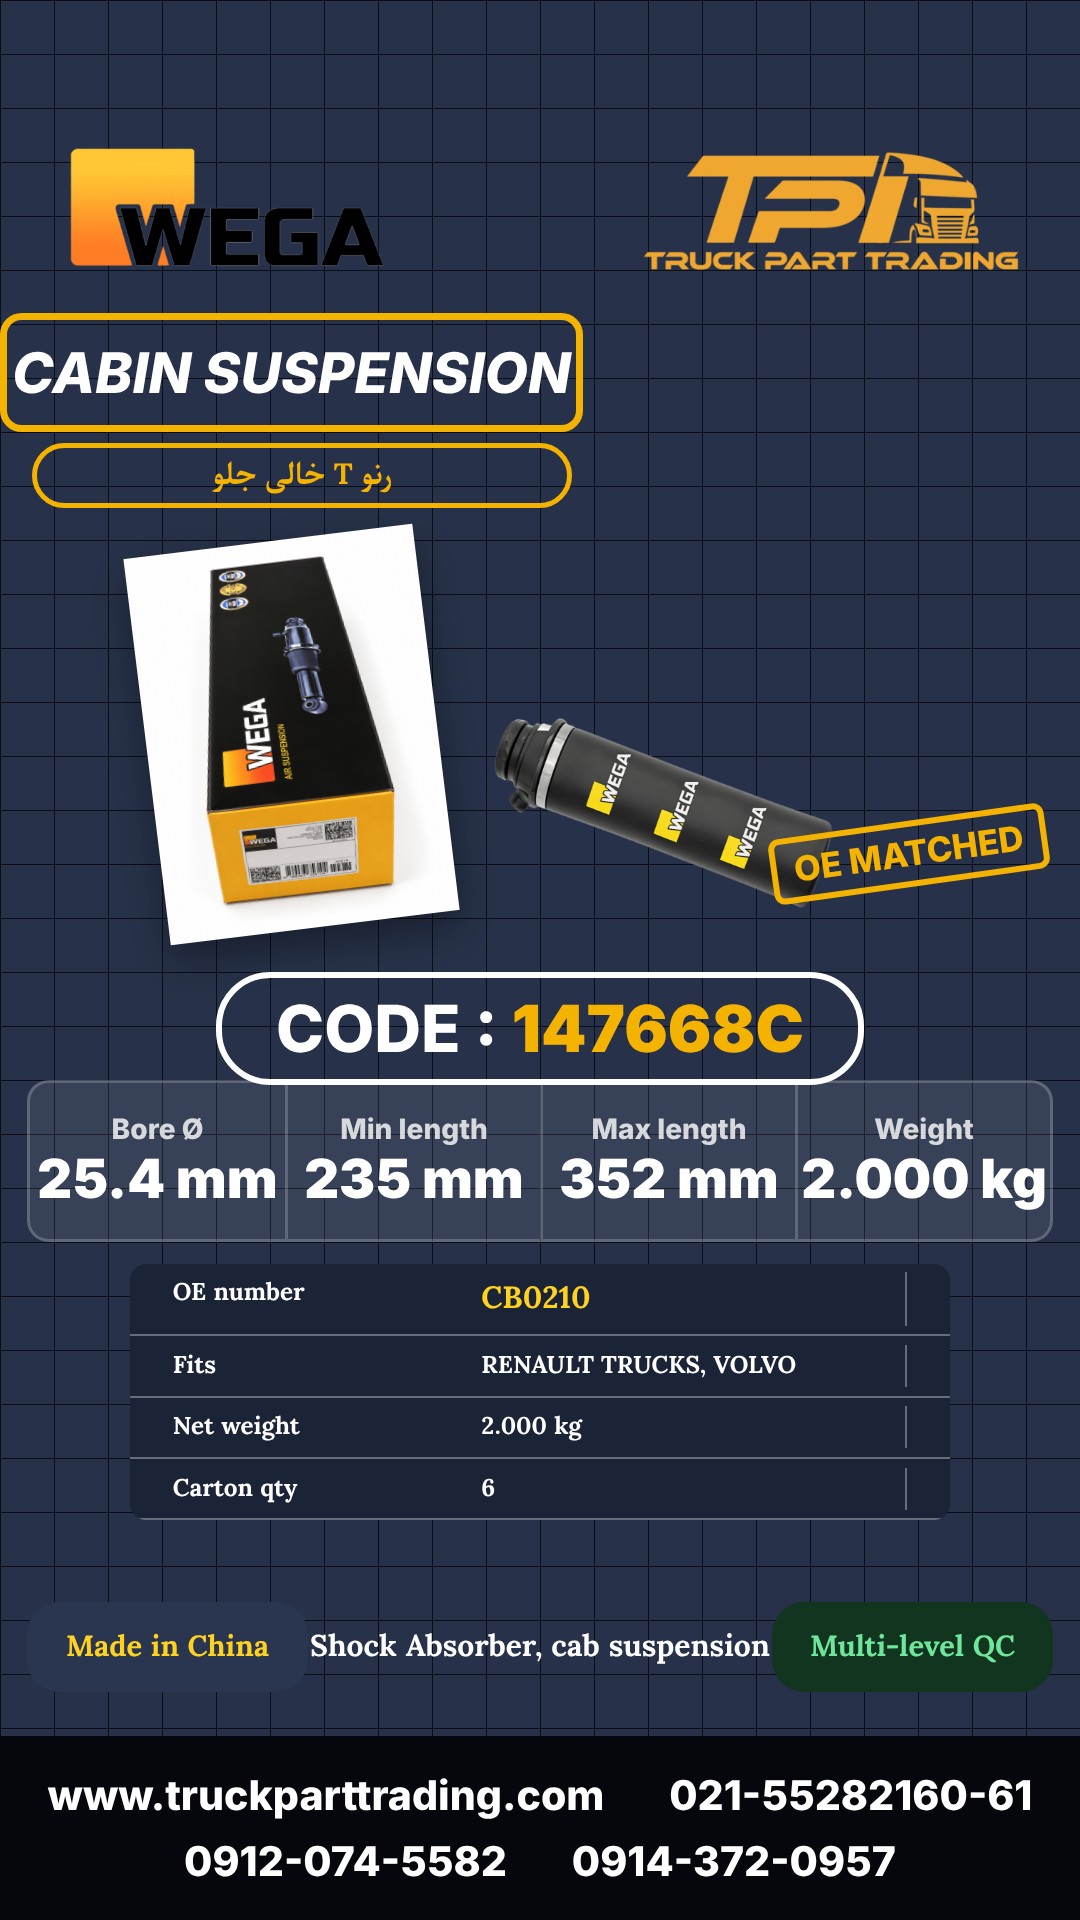 WEGA
TPI
TRUCK PART TRADING
CABIN SUSPENSION
رنو T خالی جلو
WEGA
AIR SUSPENSION
WEGA
WEGA
WEGA
WEGA
OE MATCHED
CODE : 147668C
Bore Ø Min length Max length Weight
25.4 mm 235 mm 352 mm 2.000 kg
OE number CB0210
Fits RENAULT TRUCKS, VOLVO
Net weight 2.000 kg
Carton qty 6
Made in China Shock Absorber, cab suspension Multi-level QC
www.truckparttrading.com 021-55282160-61
0912-074-5582 0914-372-0957